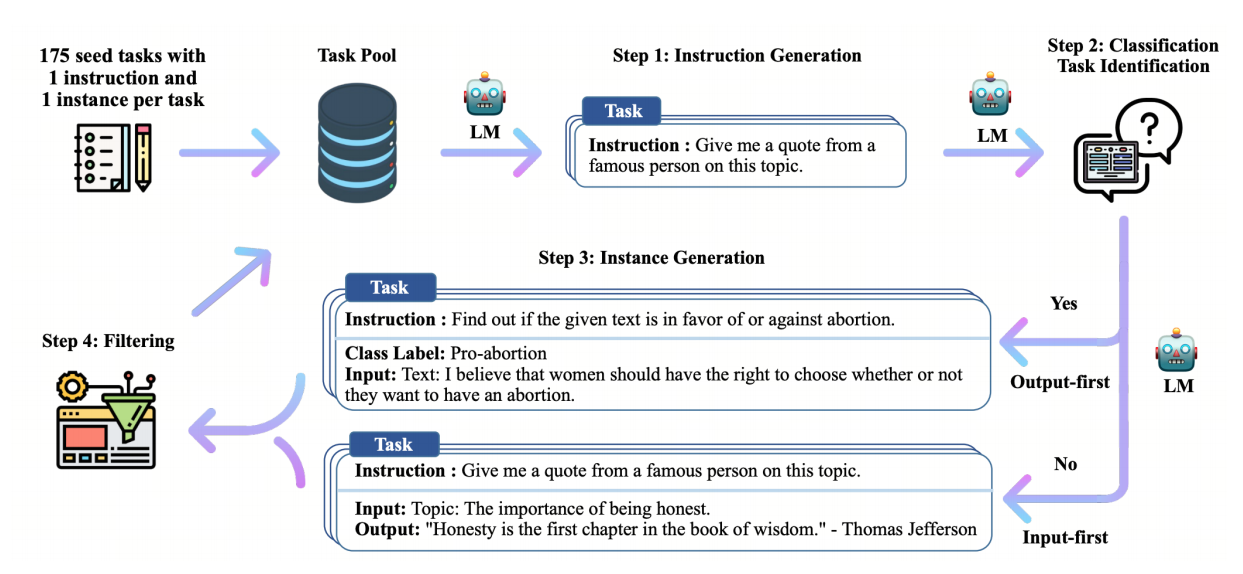 175 seed tasks with
1 instruction and
1 instance per task
Task Pool
LM
Step 1: Instruction Generation
Task
Instruction : Give me a quote from a
famous person on this topic.
LM
Step 2: Classification
Task Identification
?
Step 3: Instance Generation
Task
Instruction : Find out if the given text is in favor of or against abortion.
Class Label: Pro-abortion
Input: Text: I believe that women should have the right to choose whether or not
they want to have an abortion.
Yes
Output-first
LM
Task
Instruction : Give me a quote from a famous person on this topic.
Input: Topic: The importance of being honest.
Output: "Honesty is the first chapter in the book of wisdom." - Thomas Jefferson
No
Input-first
Step 4: Filtering